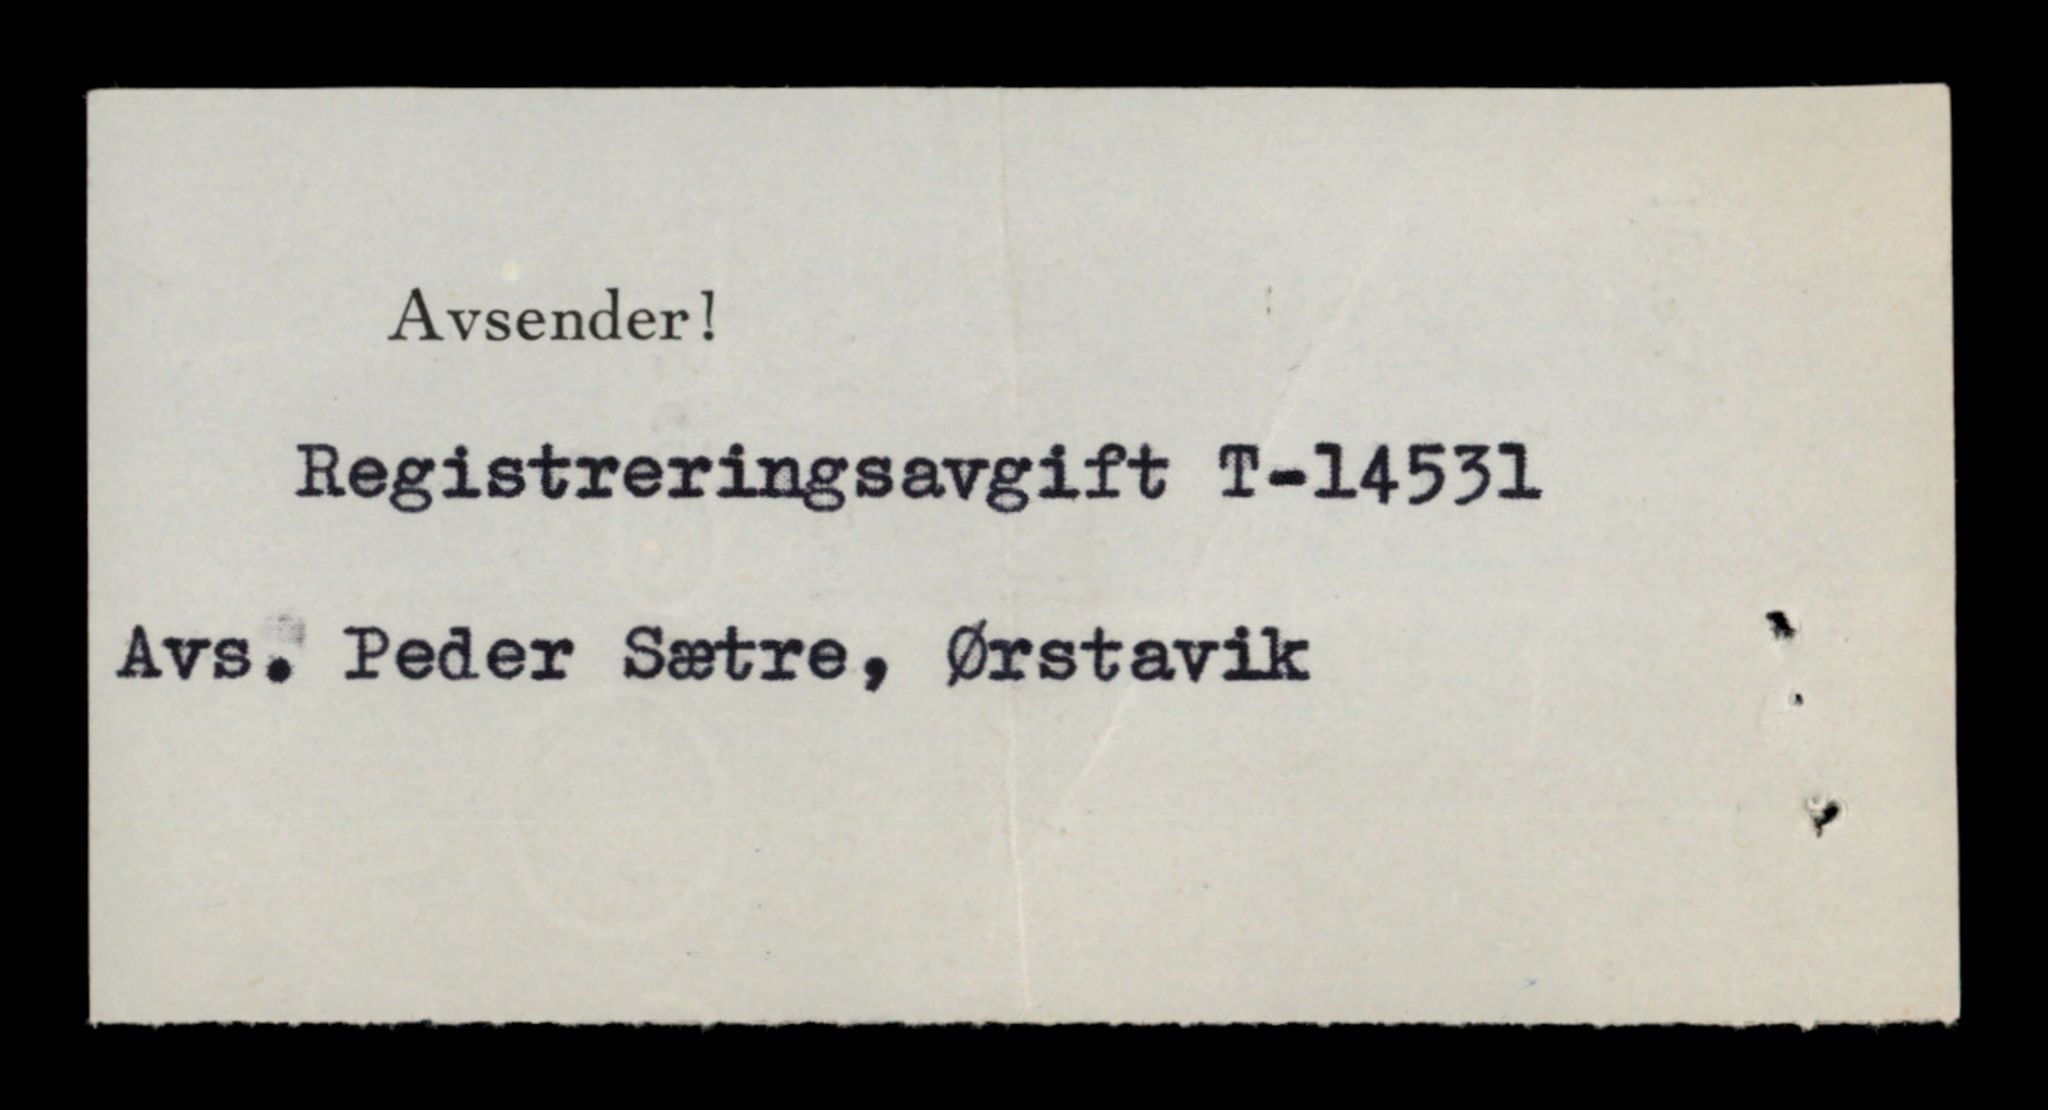 Avsender!
Registreringsavgift T-14531
Avs. Peder Sætre, Ørstavik